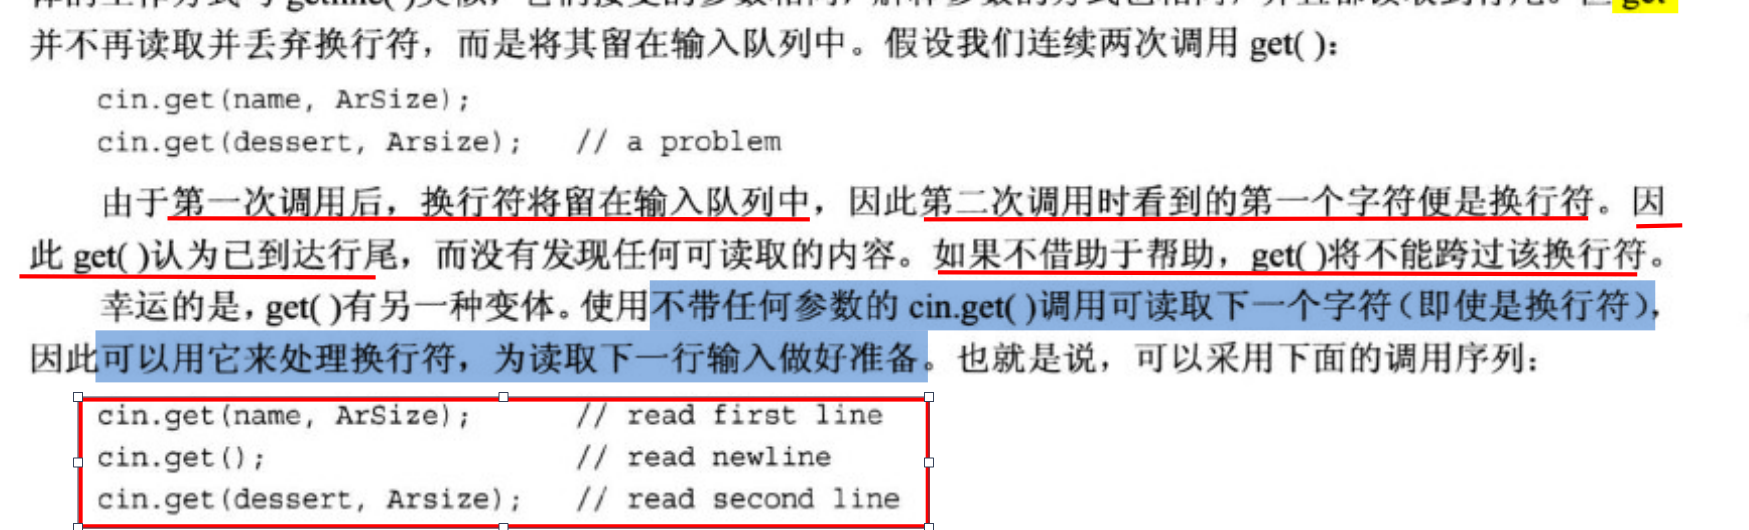 并不再读取并丢弃换行符，而是将其留在输入队列中。假设我们连续两次调用 get( )：
cin.get(name, ArSize);
cin.get(dessert, Arsize);   // a problem
由于第一次调用后，换行符将留在输入队列中，因此第二次调用时看到的第一个字符便是换行符。因
此 get( )认为已到达行尾，而没有发现任何可读取的内容。如果不借助于帮助，get( )将不能跨过该换行符。
幸运的是，get( )有另一种变体。使用不带任何参数的 cin.get( )调用可读取下一个字符（即使是换行符），
因此可以用它来处理换行符，为读取下一行输入做好准备。也就是说，可以采用下面的调用序列：
cin.get(name, ArSize);      // read first line
cin.get();                  // read newline
cin.get(dessert, Arsize);   // read second line